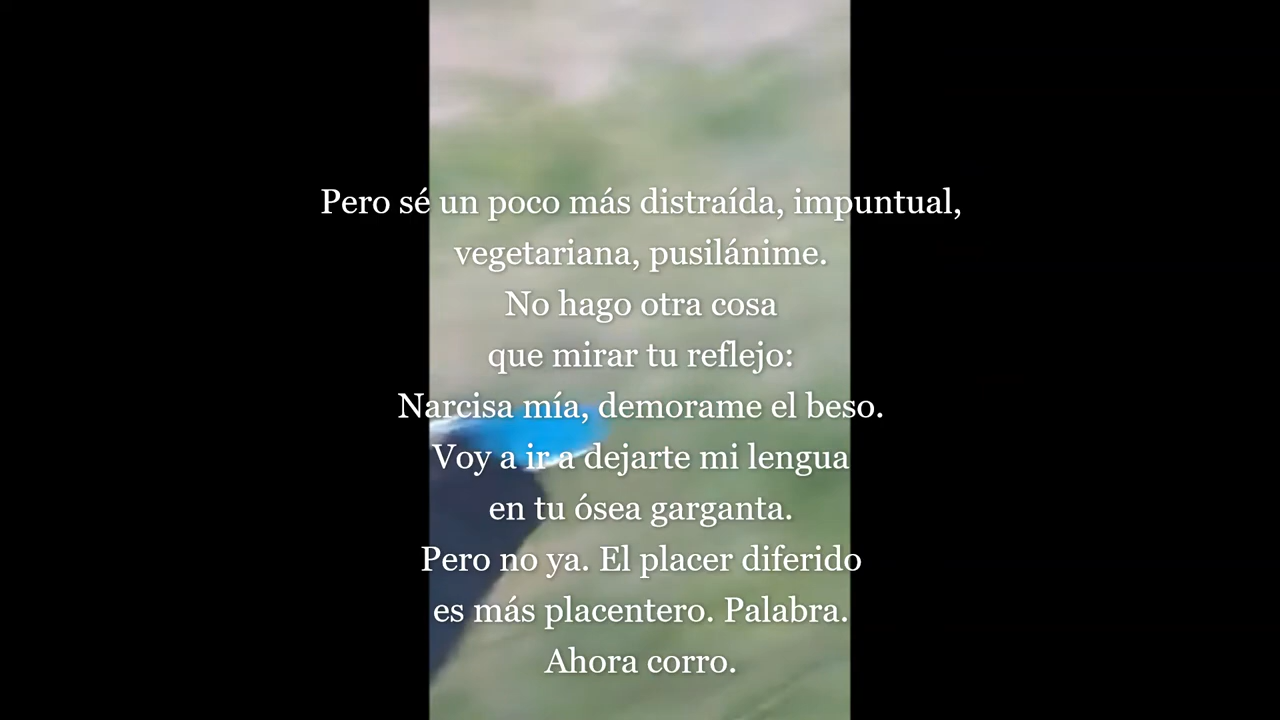 Pero sé un poco más distraída, impuntual,
vegetariana, pusilánime.
No hago otra cosa
que mirar tu reflejo:
Narcisa mía, demorame el beso.
Voy a ir a dejarte mi lengua
en tu ósea garganta.
Pero no ya. El placer diferido
es más placentero. Palabra.
Ahora corro.